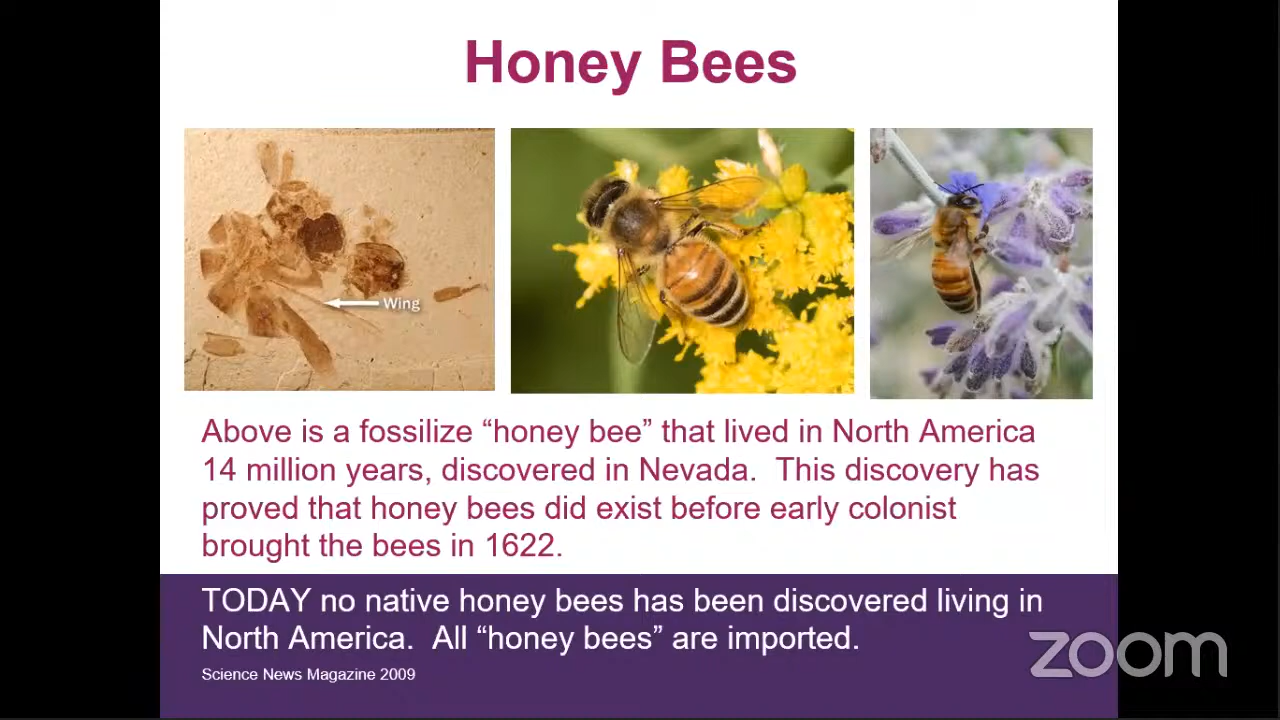 Honey Bees
Wing
Above is a fossilize “honey bee” that lived in North America
14 million years, discovered in Nevada.  This discovery has
proved that honey bees did exist before early colonist
brought the bees in 1622.
TODAY no native honey bees has been discovered living in
North America.  All “honey bees” are imported.
Science News Magazine 2009
zoom